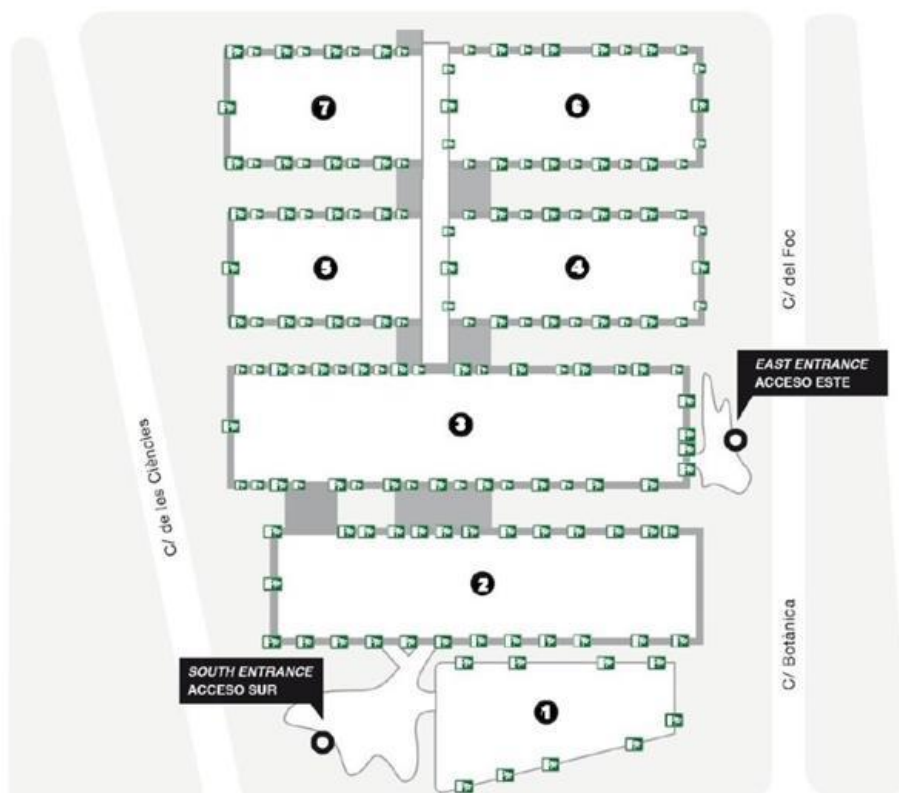 7
6
C/ del Foc
5
4
EAST ENTRANCE
ACCESO ESTE
3
C/ de les Ciències
2
SOUTH ENTRANCE
ACCESO SUR
C/ Botànica
1